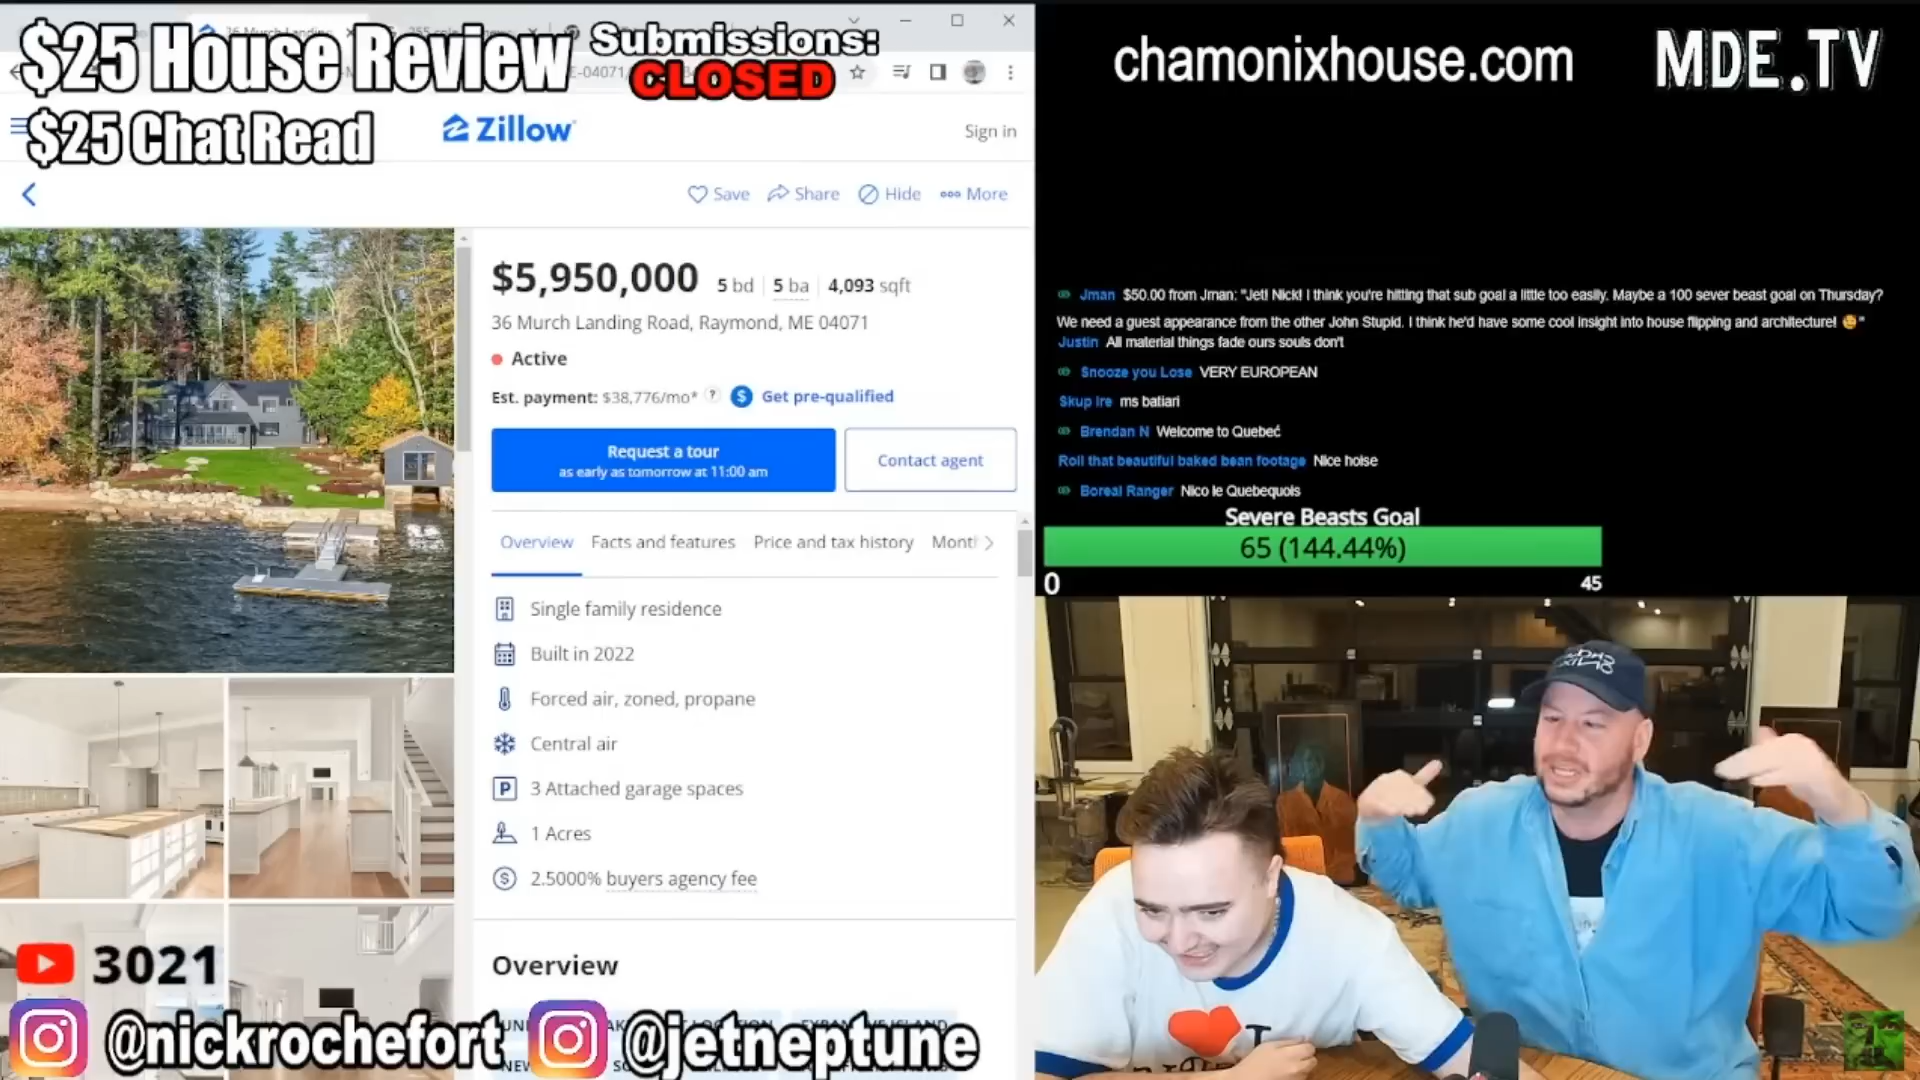 $25 House Review
Submissions:
CLOSED
$25 Chat Read
Zillow
Sign in
Save
Share
Hide
More
$5,950,000
5 bd
5 ba
4,093 sqft
36 Murch Landing Road, Raymond, ME 04071
Active
Est. payment: $38,776/mo*
?
$
Get pre-qualified
Request a tour
as early as tomorrow at 11:00 am
Contact agent
Overview
Facts and features
Price and tax history
Single family residence
Built in 2022
Forced air, zoned, propane
Central air
P
3 Attached garage spaces
1 Acres
$
2.5000% buyers agency fee
Overview
3021
@nickrochefort
@jetneptune
chamonixhouse.com
MDE.TV
Jman $50.00 from Jman: "Jet! Nick! I think you're hitting that sub goal a little too easily. Maybe a 100 sever beast goal on Thursday?
We need a guest appearance from the other John Stupid. I think he'd have some cool insight into house flipping and architecture! 🧐"
Justin All material things fade ours souls don't
$nooze you Lose VERY EUROPEAN
$kup Ire ms batiari
Brendan N Welcome to Quebeć
Roll that beautiful baked bean footage Nice hoise
Boreal Ranger Nico le Quebequois
Severe Beasts Goal
65 (144.44%)
0
45